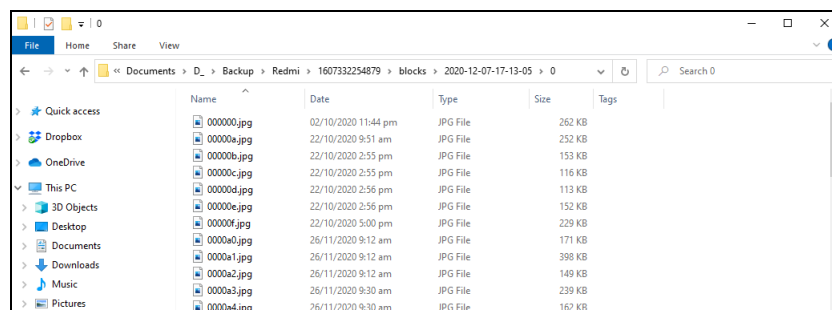 0
File Home Share View
« Documents > D_ > Backup > Redmi > 1607332254879 > blocks > 2020-12-07-17-13-05 > 0 Search 0
Name Date Type Size Tags
Quick access
Dropbox
OneDrive
This PC
3D Objects
Desktop
Documents
Downloads
Music
Pictures
000000.jpg 02/10/2020 11:44 pm JPG File 262 KB
00000a.jpg 22/10/2020 9:51 am JPG File 252 KB
00000b.jpg 22/10/2020 2:55 pm JPG File 153 KB
00000c.jpg 22/10/2020 2:55 pm JPG File 116 KB
00000d.jpg 22/10/2020 2:56 pm JPG File 113 KB
00000e.jpg 22/10/2020 2:56 pm JPG File 152 KB
00000f.jpg 22/10/2020 5:00 pm JPG File 229 KB
0000a0.jpg 26/11/2020 9:12 am JPG File 171 KB
0000a1.jpg 26/11/2020 9:12 am JPG File 398 KB
0000a2.jpg 26/11/2020 9:12 am JPG File 149 KB
0000a3.jpg 26/11/2020 9:30 am JPG File 239 KB
0000a4.jpg 26/11/2020 9:30 am JPG File 162 KB